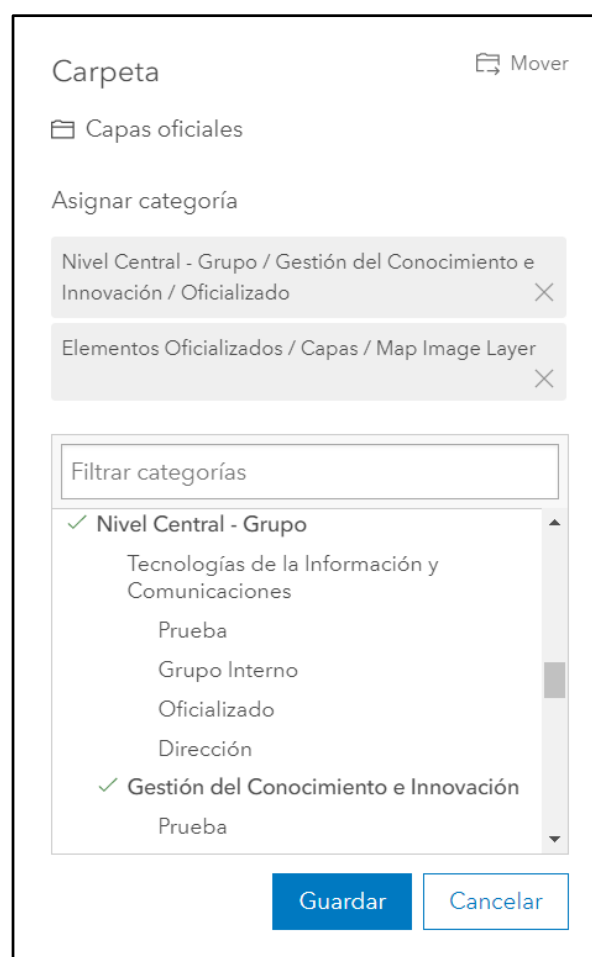 Carpeta
Mover
Capas oficiales
Asignar categoría
Nivel Central - Grupo / Gestión del Conocimiento e
Innovación / Oficializado
Elementos Oficializados / Capas / Map Image Layer
Filtrar categorías
Nivel Central - Grupo
Tecnologías de la Información y
Comunicaciones
Prueba
Grupo Interno
Oficializado
Dirección
Gestión del Conocimiento e Innovación
Prueba
Guardar
Cancelar